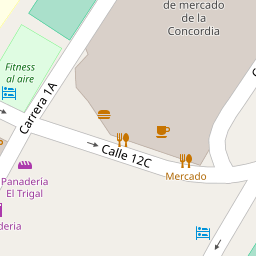 de mercado
de la
Concordia
Fitness
al aire
Carrera 1A
Calle 12C
Mercado
Panaderia
El Trigal
deria